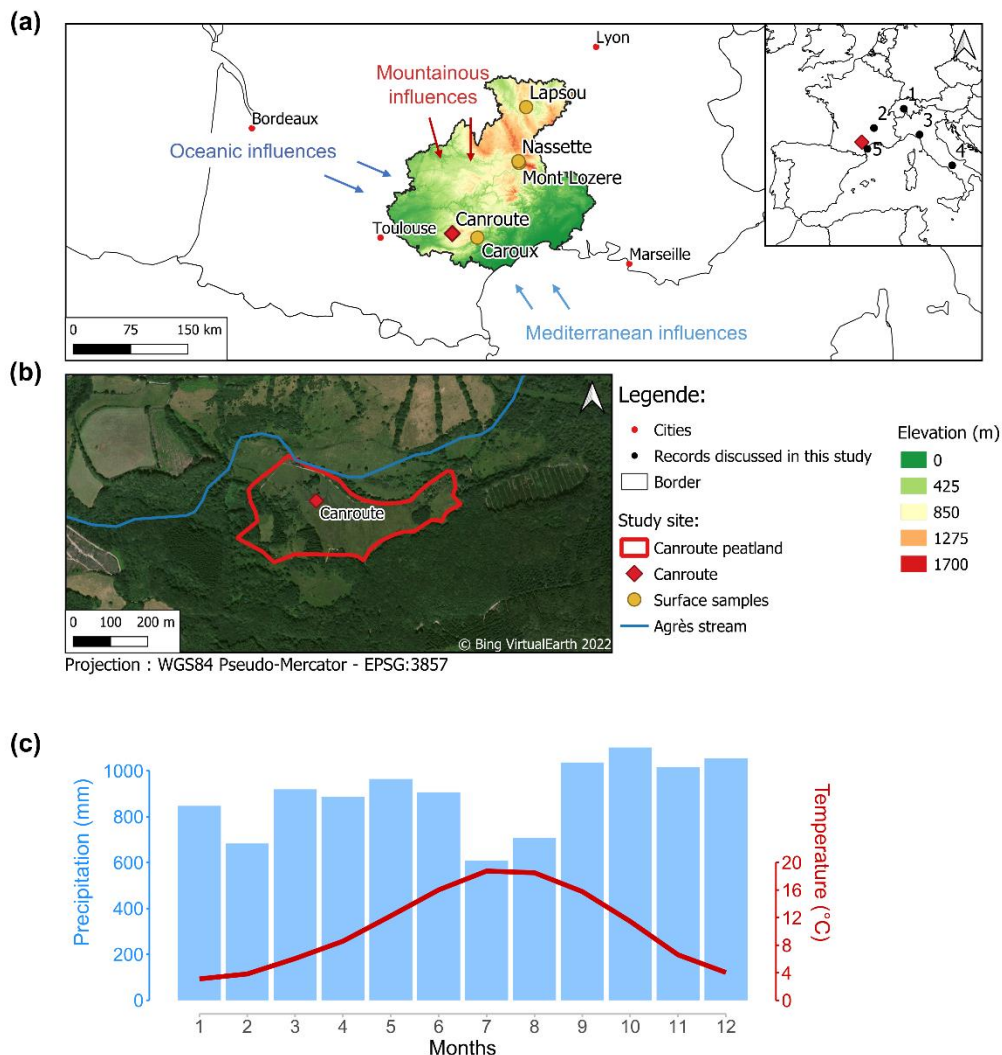 (a)
Lyon
Mountainous
influences
Lapsou
Bordeaux
Oceanic influences
Nassette
Mont Lozere
Canroute
Toulouse
Caroux
Marseille
Mediterranean influences
0 75 150 km
1
2
3
4
5
(b)
Canroute
0 100 200 m
© Bing VirtualEarth 2022
Projection : WGS84 Pseudo-Mercator - EPSG:3857
Legende:
Cities
Records discussed in this study
Border
Study site:
Canroute peatland
Canroute
Surface samples
Agrès stream
Elevation (m)
0
425
850
1275
1700
(c)
Precipitation (mm)
1000
800
600
400
200
0
Temperature (°C)
20
16
12
8
4
0
1 2 3 4 5 6 7 8 9 10 11 12
Months